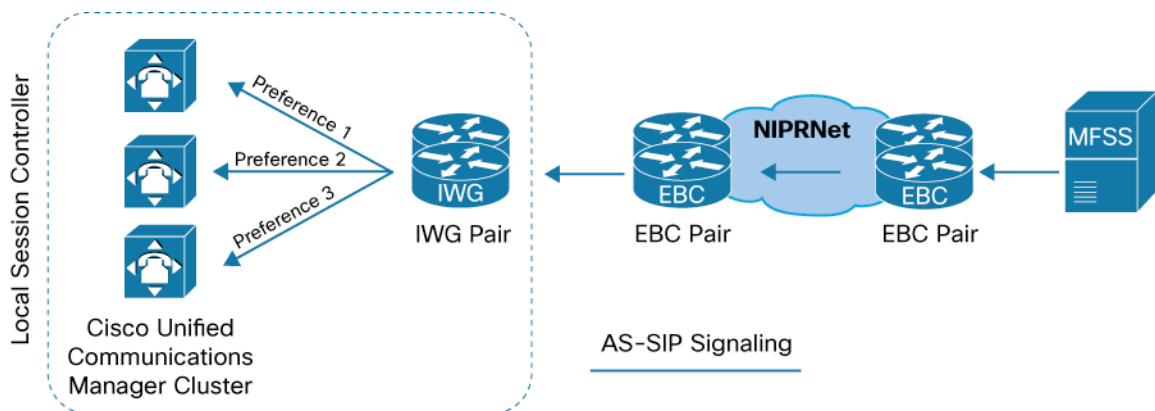 Local Session Controller
Preference 1
Preference 2
Preference 3
Cisco Unified
Communications
Manager Cluster
IWG
IWG Pair
EBC
EBC Pair
NIPRNet
EBC
EBC Pair
MFSS
AS-SIP Signaling